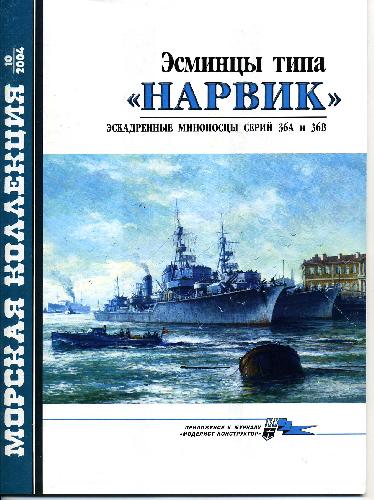 10
2004
МОРСКАЯ КОЛЛЕКЦИЯ
Эсминцы типа
«НАРВИК»
ЭСКАДРЕННЫЕ МИНОНОСЦЫ СЕРИЙ 36А и 36В
ПРИЛОЖЕНИЕ К ЖУРНАЛУ
«МОДЕЛИСТ-КОНСТРУКТОР»